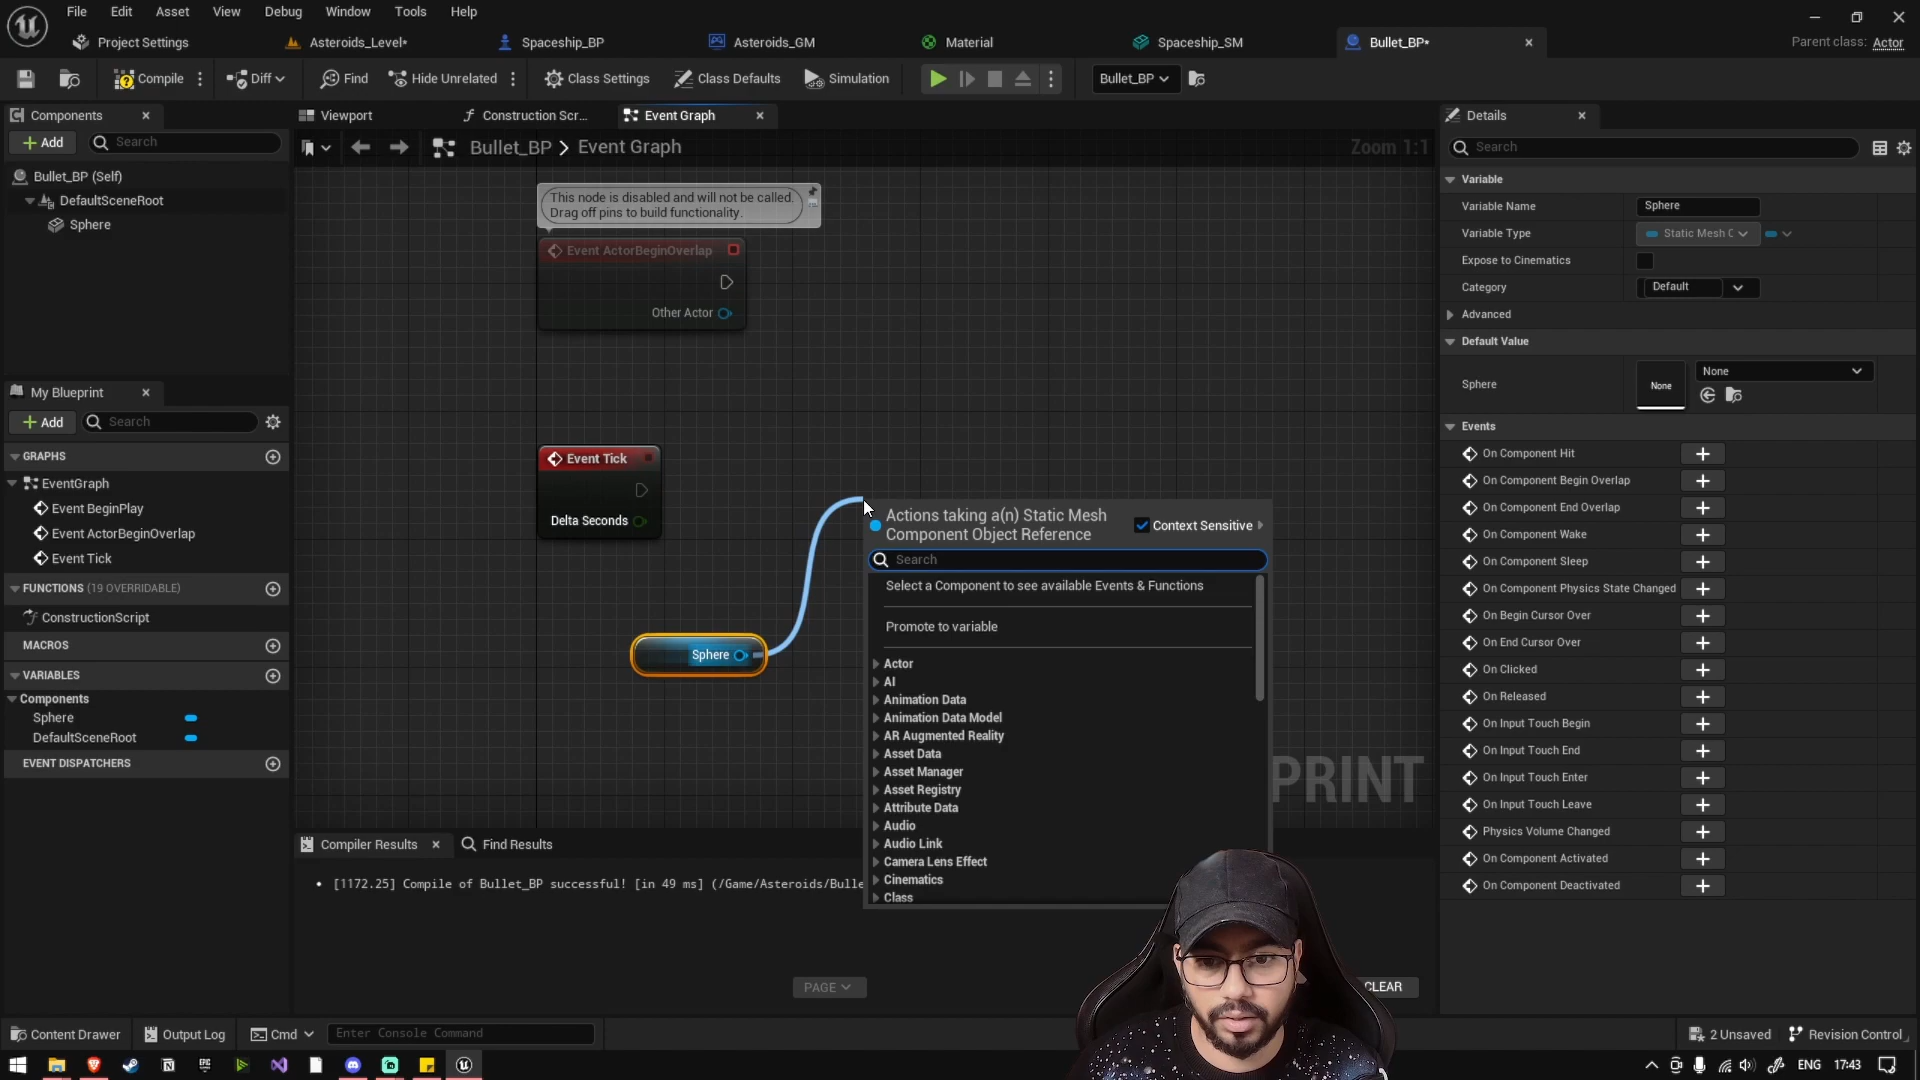 File Edit Asset View Debug Window Tools Help
Project Settings
Asteroids_Level*
Spaceship_BP
Asteroids_GM
Material
Spaceship_SM
Bullet_BP*
Parent class: Actor
Compile
Diff
Find
Hide Unrelated
Class Settings
Class Defaults
Simulation
Bullet_BP
Components
Add
Search
Bullet_BP (Self)
DefaultSceneRoot
Sphere
My Blueprint
Add
Search
GRAPHS
EventGraph
Event BeginPlay
Event ActorBeginOverlap
Event Tick
FUNCTIONS (19 OVERRIDABLE)
ConstructionScript
MACROS
VARIABLES
Components
Sphere
DefaultSceneRoot
EVENT DISPATCHERS
Viewport
Construction Scr...
Event Graph
Bullet_BP > Event Graph
Zoom 1:1
This node is disabled and will not be called.
Drag off pins to build functionality.
Event ActorBeginOverlap
Other Actor
Event Tick
Delta Seconds
Sphere
Actions taking a(n) Static Mesh
Component Object Reference
Context Sensitive
Search
Select a Component to see available Events & Functions
Promote to variable
Actor
AI
Animation Data
Animation Data Model
AR Augmented Reality
Asset Data
Asset Manager
Asset Registry
Attribute Data
Audio
Audio Link
Camera Lens Effect
Cinematics
Class
PRINT
Compiler Results
Find Results
[1172.25] Compile of Bullet_BP successful! [in 49 ms] (/Game/Asteroids/Bulle
PAGE
CLEAR
Details
Search
Variable
Variable Name
Sphere
Variable Type
Static Mesh C
Expose to Cinematics
Category
Default
Advanced
Default Value
Sphere
None
None
Events
On Component Hit
On Component Begin Overlap
On Component End Overlap
On Component Wake
On Component Sleep
On Component Physics State Changed
On Begin Cursor Over
On End Cursor Over
On Clicked
On Released
On Input Touch Begin
On Input Touch End
On Input Touch Enter
On Input Touch Leave
Physics Volume Changed
On Component Activated
On Component Deactivated
Content Drawer
Output Log
Cmd
Enter Console Command
2 Unsaved
Revision Control
EPIC
ENG
17:43